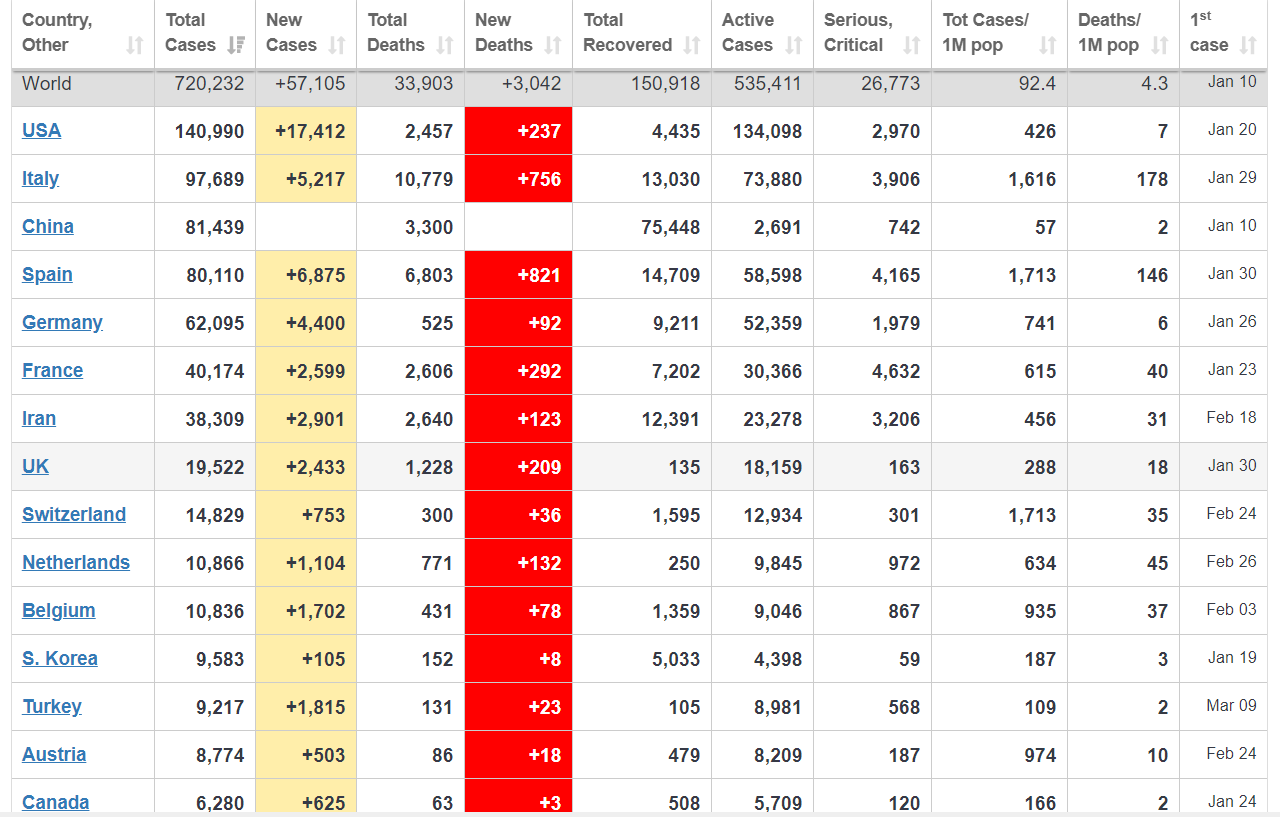 Country, Other Total Cases New Cases Total Deaths New Deaths Total Recovered Active Cases Serious, Critical Tot Cases/ 1M pop Deaths/ 1M pop 1st case
World 720,232 +57,105 33,903 +3,042 150,918 535,411 26,773 92.4 4.3 Jan 10
USA 140,990 +17,412 2,457 +237 4,435 134,098 2,970 426 7 Jan 20
Italy 97,689 +5,217 10,779 +756 13,030 73,880 3,906 1,616 178 Jan 29
China 81,439 3,300 75,448 2,691 742 57 2 Jan 10
Spain 80,110 +6,875 6,803 +821 14,709 58,598 4,165 1,713 146 Jan 30
Germany 62,095 +4,400 525 +92 9,211 52,359 1,979 741 6 Jan 26
France 40,174 +2,599 2,606 +292 7,202 30,366 4,632 615 40 Jan 23
Iran 38,309 +2,901 2,640 +123 12,391 23,278 3,206 456 31 Feb 18
UK 19,522 +2,433 1,228 +209 135 18,159 163 288 18 Jan 30
Switzerland 14,829 +753 300 +36 1,595 12,934 301 1,713 35 Feb 24
Netherlands 10,866 +1,104 771 +132 250 9,845 972 634 45 Feb 26
Belgium 10,836 +1,702 431 +78 1,359 9,046 867 935 37 Feb 03
S. Korea 9,583 +105 152 +8 5,033 4,398 59 187 3 Jan 19
Turkey 9,217 +1,815 131 +23 105 8,981 568 109 2 Mar 09
Austria 8,774 +503 86 +18 479 8,209 187 974 10 Feb 24
Canada 6,280 +625 63 +3 508 5,709 120 166 2 Jan 24